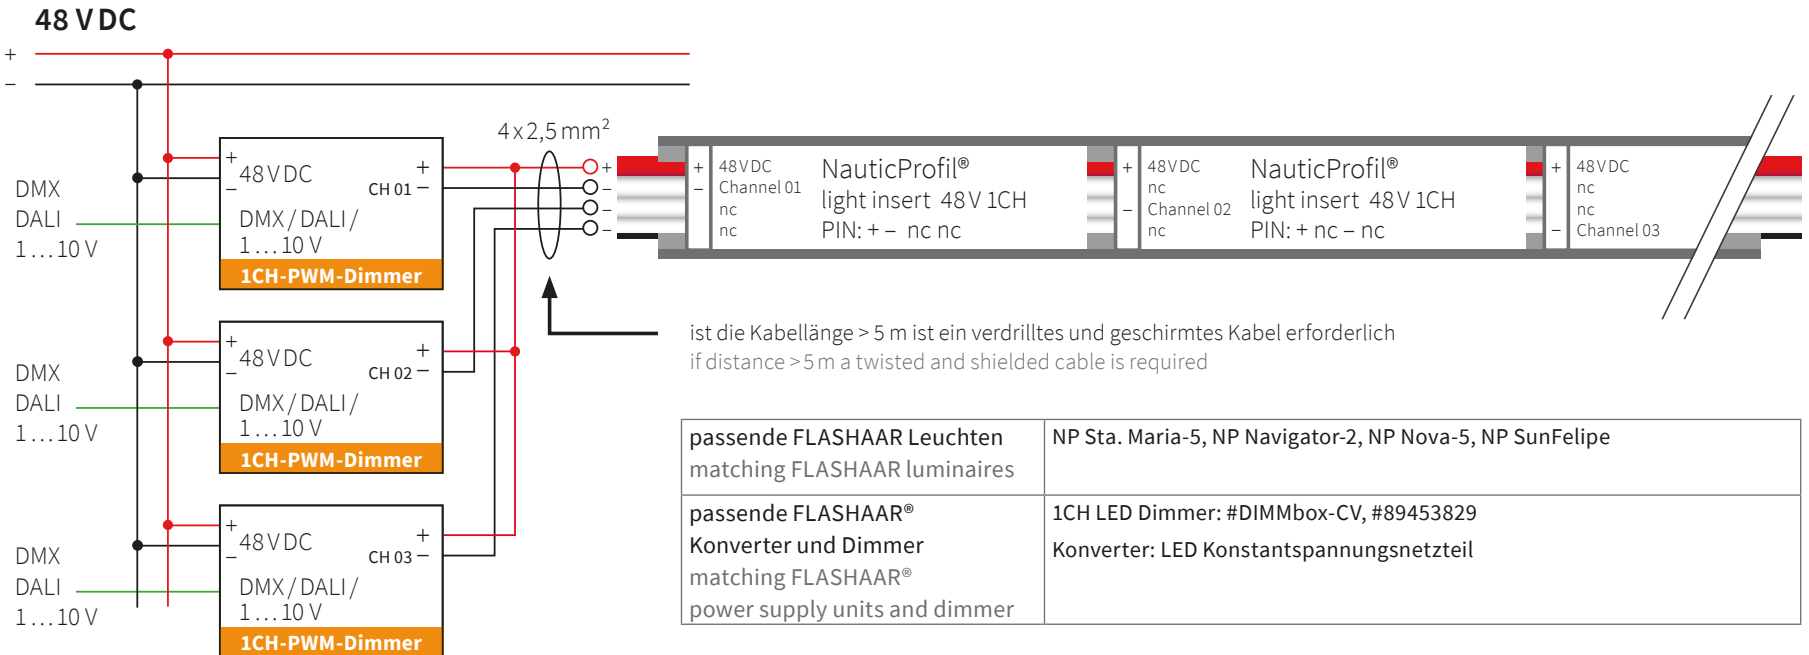 48 V DC
+
–
DMX
DALI
1 … 10 V
+
48 V DC
–
+
CH 01 –
DMX / DALI /
1 … 10 V
1CH-PWM-Dimmer
DMX
DALI
1 … 10 V
+
48 V DC
–
+
CH 02 –
DMX / DALI /
1 … 10 V
1CH-PWM-Dimmer
DMX
DALI
1 … 10 V
+
48 V DC
–
+
CH 03 –
DMX / DALI /
1 … 10 V
1CH-PWM-Dimmer
4 x 2,5 mm²
+
–
–
–
+ 48 V DC
– Channel 01
nc
nc
NauticProfil®
light insert 48 V 1CH
PIN: + – nc nc
+ 48 V DC
nc
– Channel 02
nc
NauticProfil®
light insert 48 V 1CH
PIN: + nc – nc
+ 48 V DC
nc
nc
– Channel 03
ist die Kabellänge > 5 m ist ein verdrilltes und geschirmtes Kabel erforderlich
if distance > 5 m a twisted and shielded cable is required
passende FLASHAAR Leuchten
matching FLASHAAR luminaires
NP Sta. Maria-5, NP Navigator-2, NP Nova-5, NP SunFelipe
passende FLASHAAR®
Konverter und Dimmer
matching FLASHAAR®
power supply units and dimmer
1CH LED Dimmer: #DIMMbox-CV, #89453829
Konverter: LED Konstantspannungsnetzteil